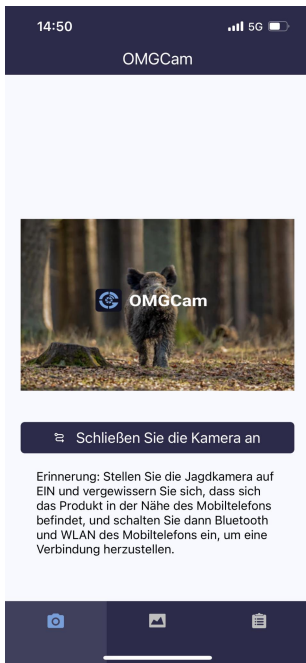 14:50
5G
OMGCam
OMGCam
Schließen Sie die Kamera an
Erinnerung: Stellen Sie die Jagdkamera auf
EIN und vergewissern Sie sich, dass sich
das Produkt in der Nähe des Mobiltelefons
befindet, und schalten Sie dann Bluetooth
und WLAN des Mobiltelefons ein, um eine
Verbindung herzustellen.